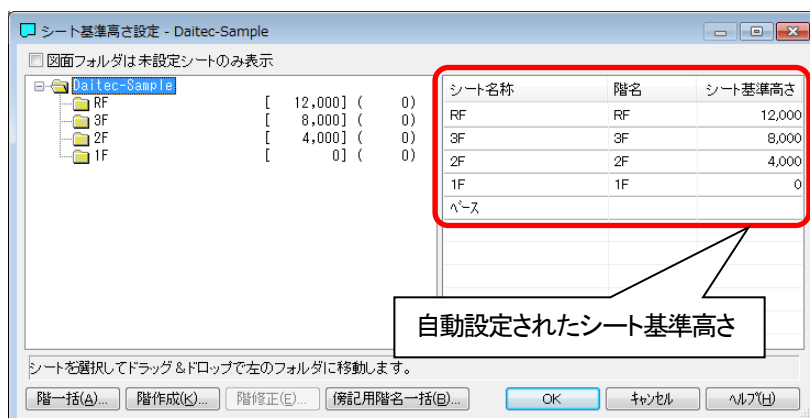 シート基準高さ設定 - Daitec-Sample
図面フォルダは未設定シートのみ表示
Daitec-Sample
RF [ 12,000] ( 0)
3F [ 8,000] ( 0)
2F [ 4,000] ( 0)
1F [ 0] ( 0)
シート名称 階名 シート基準高さ
RF RF 12,000
3F 3F 8,000
2F 2F 4,000
1F 1F 0
ﾍﾞｰｽ
自動設定されたシート基準高さ
シートを選択してドラッグ＆ドロップで左のフォルダに移動します。
階一括(A)... 階作成(K)... 階修正(E)... 傍記用階名一括(B)... OK ｷｬﾝｾﾙ ﾍﾙﾌﾟ(H)